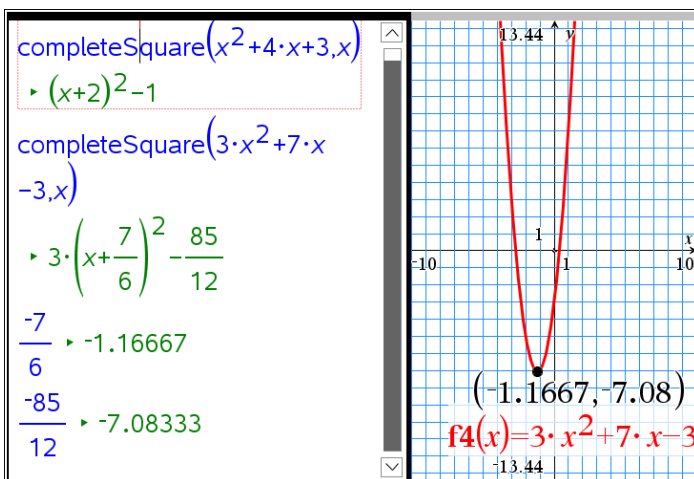 completeSquare(x²+4·x+3,x)
▸ (x+2)²−1
completeSquare(3·x²+7·x
−3,x)
▸ 3·(x+7/6)²−85/12
⁻7/6 ▸ ⁻1.16667
⁻85/12 ▸ ⁻7.08333
13.44 y
1
x
-10
1
10
(⁻1.1667,⁻7.08)
f4(x)=3·x²+7·x−3
-13.44